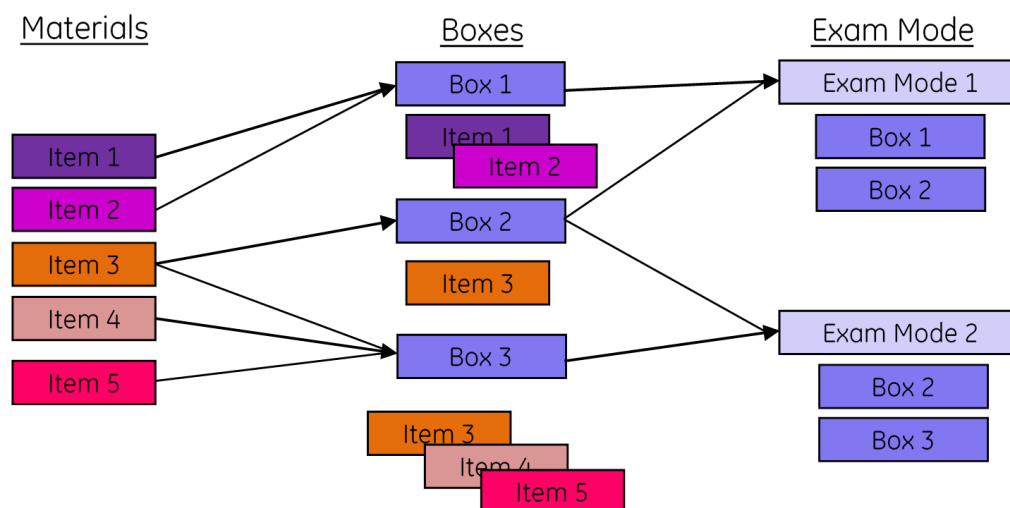 Materials
Boxes
Exam Mode
Item 1
Item 2
Item 3
Item 4
Item 5
Box 1
Item 1
Item 2
Box 2
Item 3
Box 3
Item 3
Item 4
Item 5
Exam Mode 1
Box 1
Box 2
Exam Mode 2
Box 2
Box 3